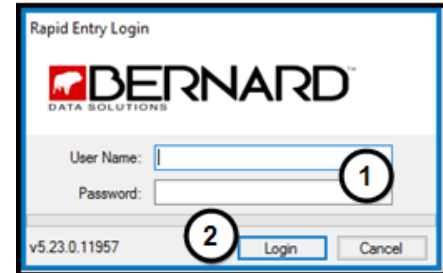 Rapid Entry Login
BERNARD
DATA SOLUTIONS
User Name:
1
Password:
v5.23.0.11957
2
Login
Cancel